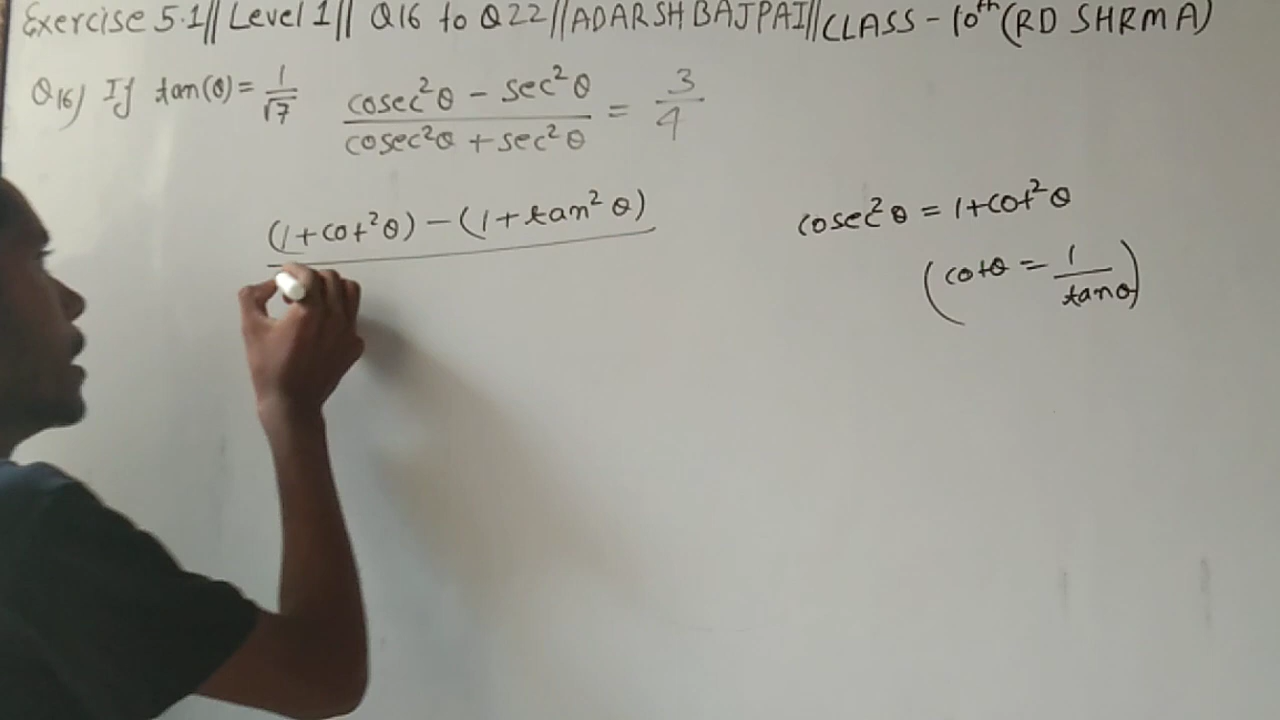 Exercise 5.1|| Level 1|| Q16 to Q22||ADARSH BAJPAI||CLASS-10th (RD SHRMA)
Q16) If tan(θ)= 1/√7 (cosec²θ - sec²θ)/(cosec²θ + sec²θ) = 3/4
(1+cot²θ) - (1+tan²θ)
cosec²θ = 1+cot²θ
(cotθ = 1/tanθ)